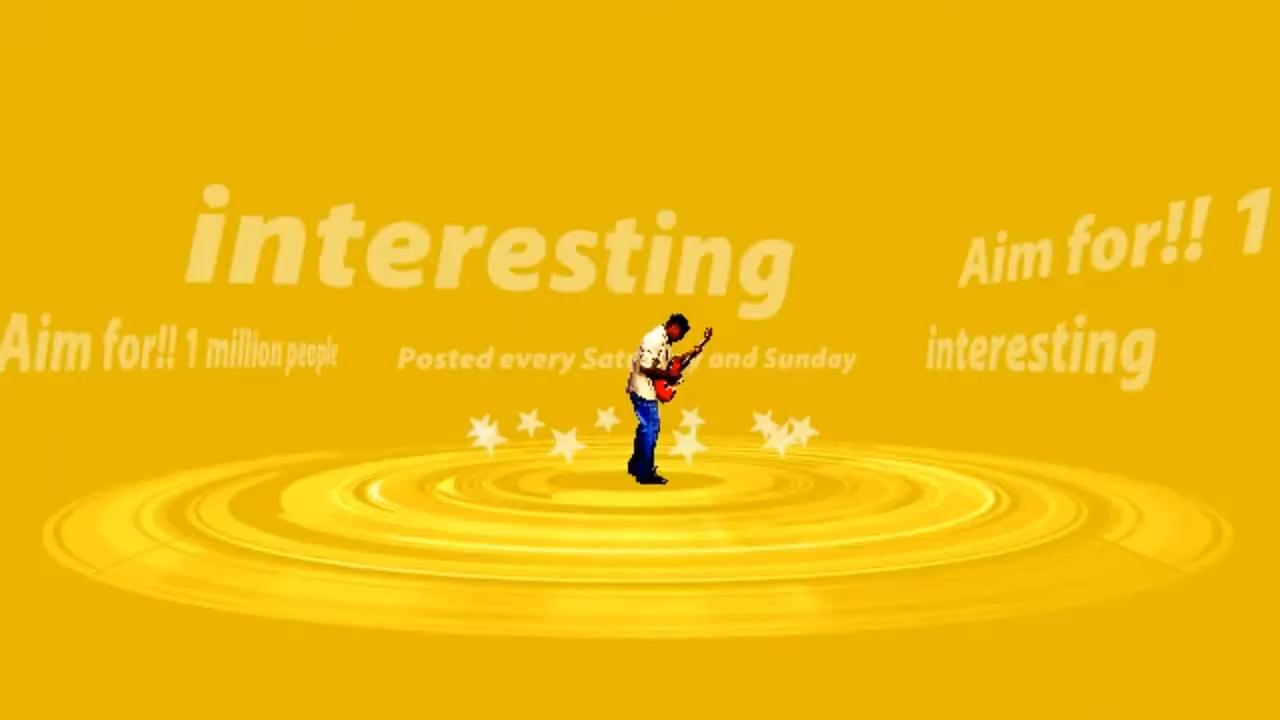 interesting
Aim for!! 1
Aim for!! 1 million people
Posted every and Sunday
interesting